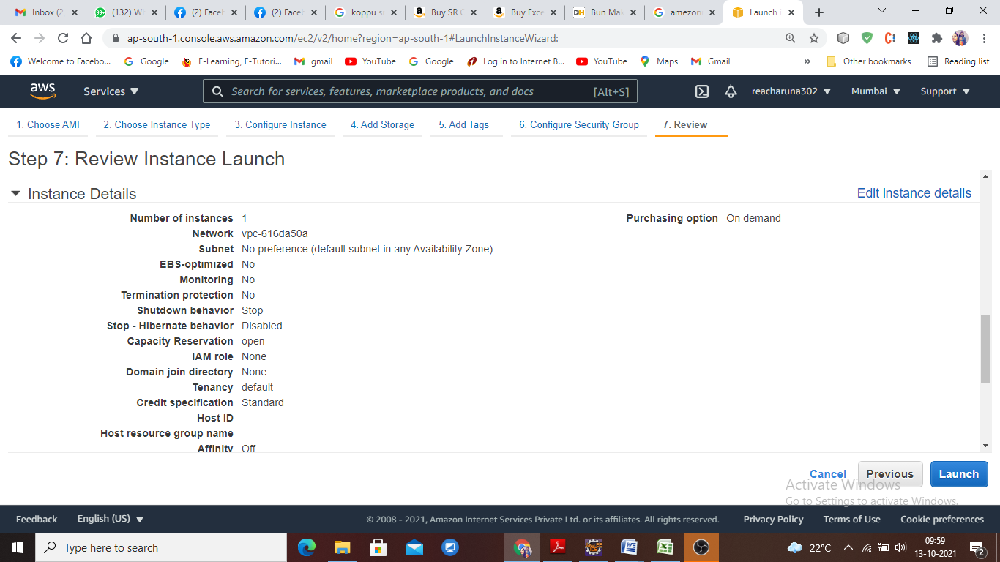 Inbox (2
(132) W
(2) Faceb
(2) Faceb
koppu s
Buy SR C
Buy Exce
Bun Ma
amezon
Launch
ap-south-1.console.aws.amazon.com/ec2/v2/home?region=ap-south-1#LaunchInstanceWizard:
Welcome to Facebo... Google E-Learning, E-Tutori... gmail YouTube Google Log in to Internet B... YouTube Maps Gmail » Other bookmarks Reading list
aws Services Search for services, features, marketplace products, and docs [Alt+S] reacharuna302 Mumbai Support
1. Choose AMI 2. Choose Instance Type 3. Configure Instance 4. Add Storage 5. Add Tags 6. Configure Security Group 7. Review
Step 7: Review Instance Launch
Instance Details Edit instance details
Number of instances 1 Purchasing option On demand
Network vpc-616da50a
Subnet No preference (default subnet in any Availability Zone)
EBS-optimized No
Monitoring No
Termination protection No
Shutdown behavior Stop
Stop - Hibernate behavior Disabled
Capacity Reservation open
IAM role None
Domain join directory None
Tenancy default
Credit specification Standard
Host ID
Host resource group name
Affinity Off
Cancel Previous Launch
Activate Windows
Go to Settings to activate Windows.
Feedback English (US) © 2008 - 2021, Amazon Internet Services Private Ltd. or its affiliates. All rights reserved. Privacy Policy Terms of Use Cookie preferences
Type here to search 22°C 09:59
13-10-2021 2